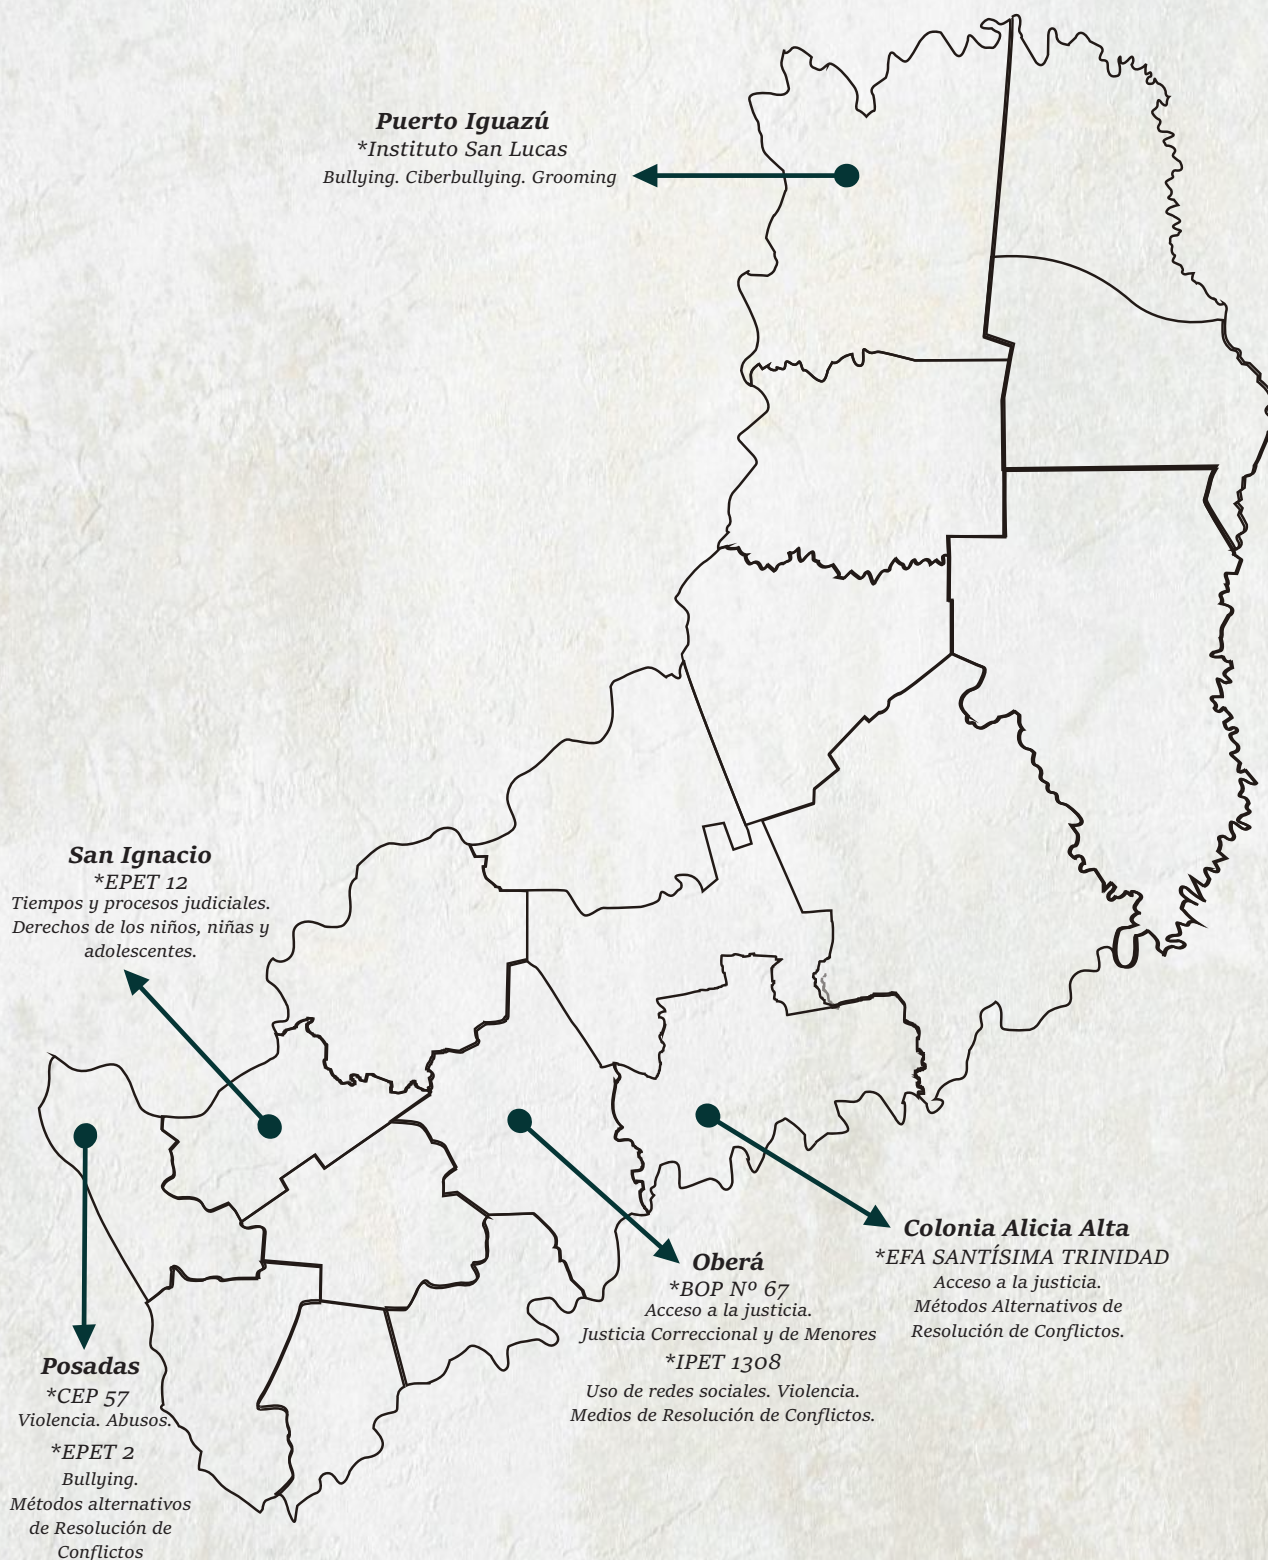 Puerto Iguazú
*Instituto San Lucas
Bullying. Ciberbullying. Grooming
San Ignacio
*EPET 12
Tiempos y procesos judiciales.
Derechos de los niños, niñas y
adolescentes.
Colonia Alicia Alta
*EFA SANTÍSIMA TRINIDAD
Acceso a la justicia.
Métodos Alternativos de
Resolución de Conflictos.
Oberá
*BOP Nº 67
Acceso a la justicia.
Justicia Correccional y de Menores
*IPET 1308
Uso de redes sociales. Violencia.
Medios de Resolución de Conflictos.
Posadas
*CEP 57
Violencia. Abusos.
*EPET 2
Bullying.
Métodos alternativos
de Resolución de
Conflictos